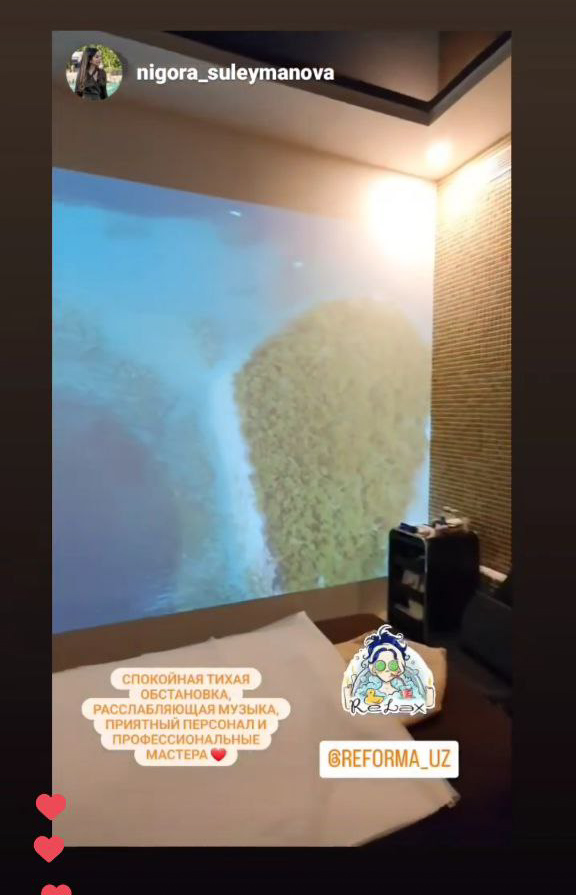 nigora_suleymanova
СПОКОЙНАЯ ТИХАЯ
ОБСТАНОВКА,
РАССЛАБЛЯЮЩАЯ МУЗЫКА,
ПРИЯТНЫЙ ПЕРСОНАЛ И
ПРОФЕССИОНАЛЬНЫЕ
МАСТЕРА ❤️
ReLax
@REFORMA_UZ